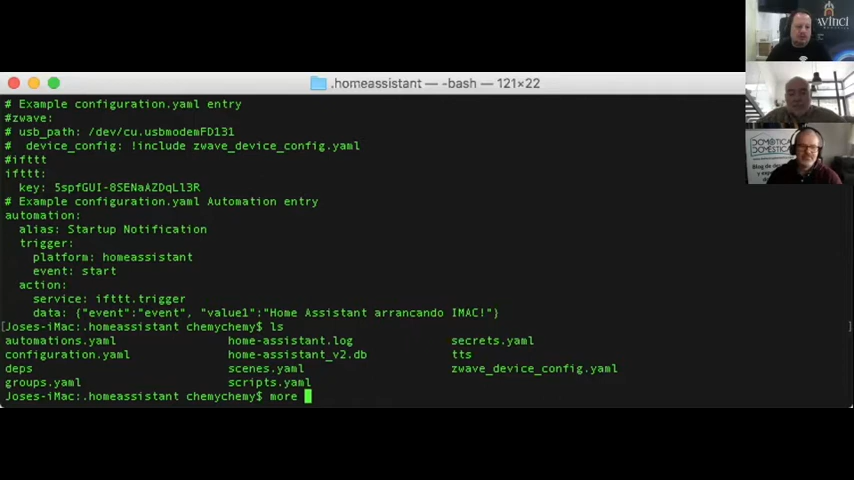 .homeassistant — -bash — 121×22
# Example configuration.yaml entry
#zwave:
# usb_path: /dev/cu.usbmodemFD131
#  device_config: !include zwave_device_config.yaml
#ifttt
ifttt:
  key: 5spfGUI-8SENaAZDqLl3R
# Example configuration.yaml Automation entry
automation:
  alias: Startup Notification
  trigger:
    platform: homeassistant
    event: start
  action:
    service: ifttt.trigger
    data: {"event":"event", "value1":"Home Assistant arrancando IMAC!"}
[Joses-iMac:.homeassistant chemychemy$ ls ]
automations.yaml home-assistant.log secrets.yaml
configuration.yaml home-assistant_v2.db tts
deps scenes.yaml zwave_device_config.yaml
groups.yaml scripts.yaml
Joses-iMac:.homeassistant chemychemy$ more
DOMÓTICA
DOMÉSTICA
Blog de